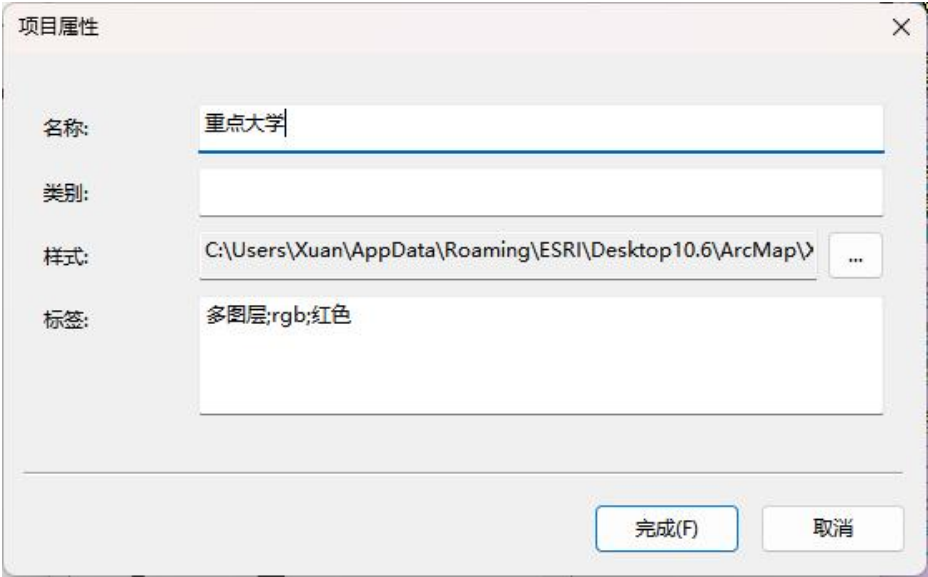 项目属性
名称: 重点大学
类别:
样式: C:\Users\Xuan\AppData\Roaming\ESRI\Desktop10.6\ArcMap\X ...
标签: 多图层;rgb;红色
完成(F) 取消